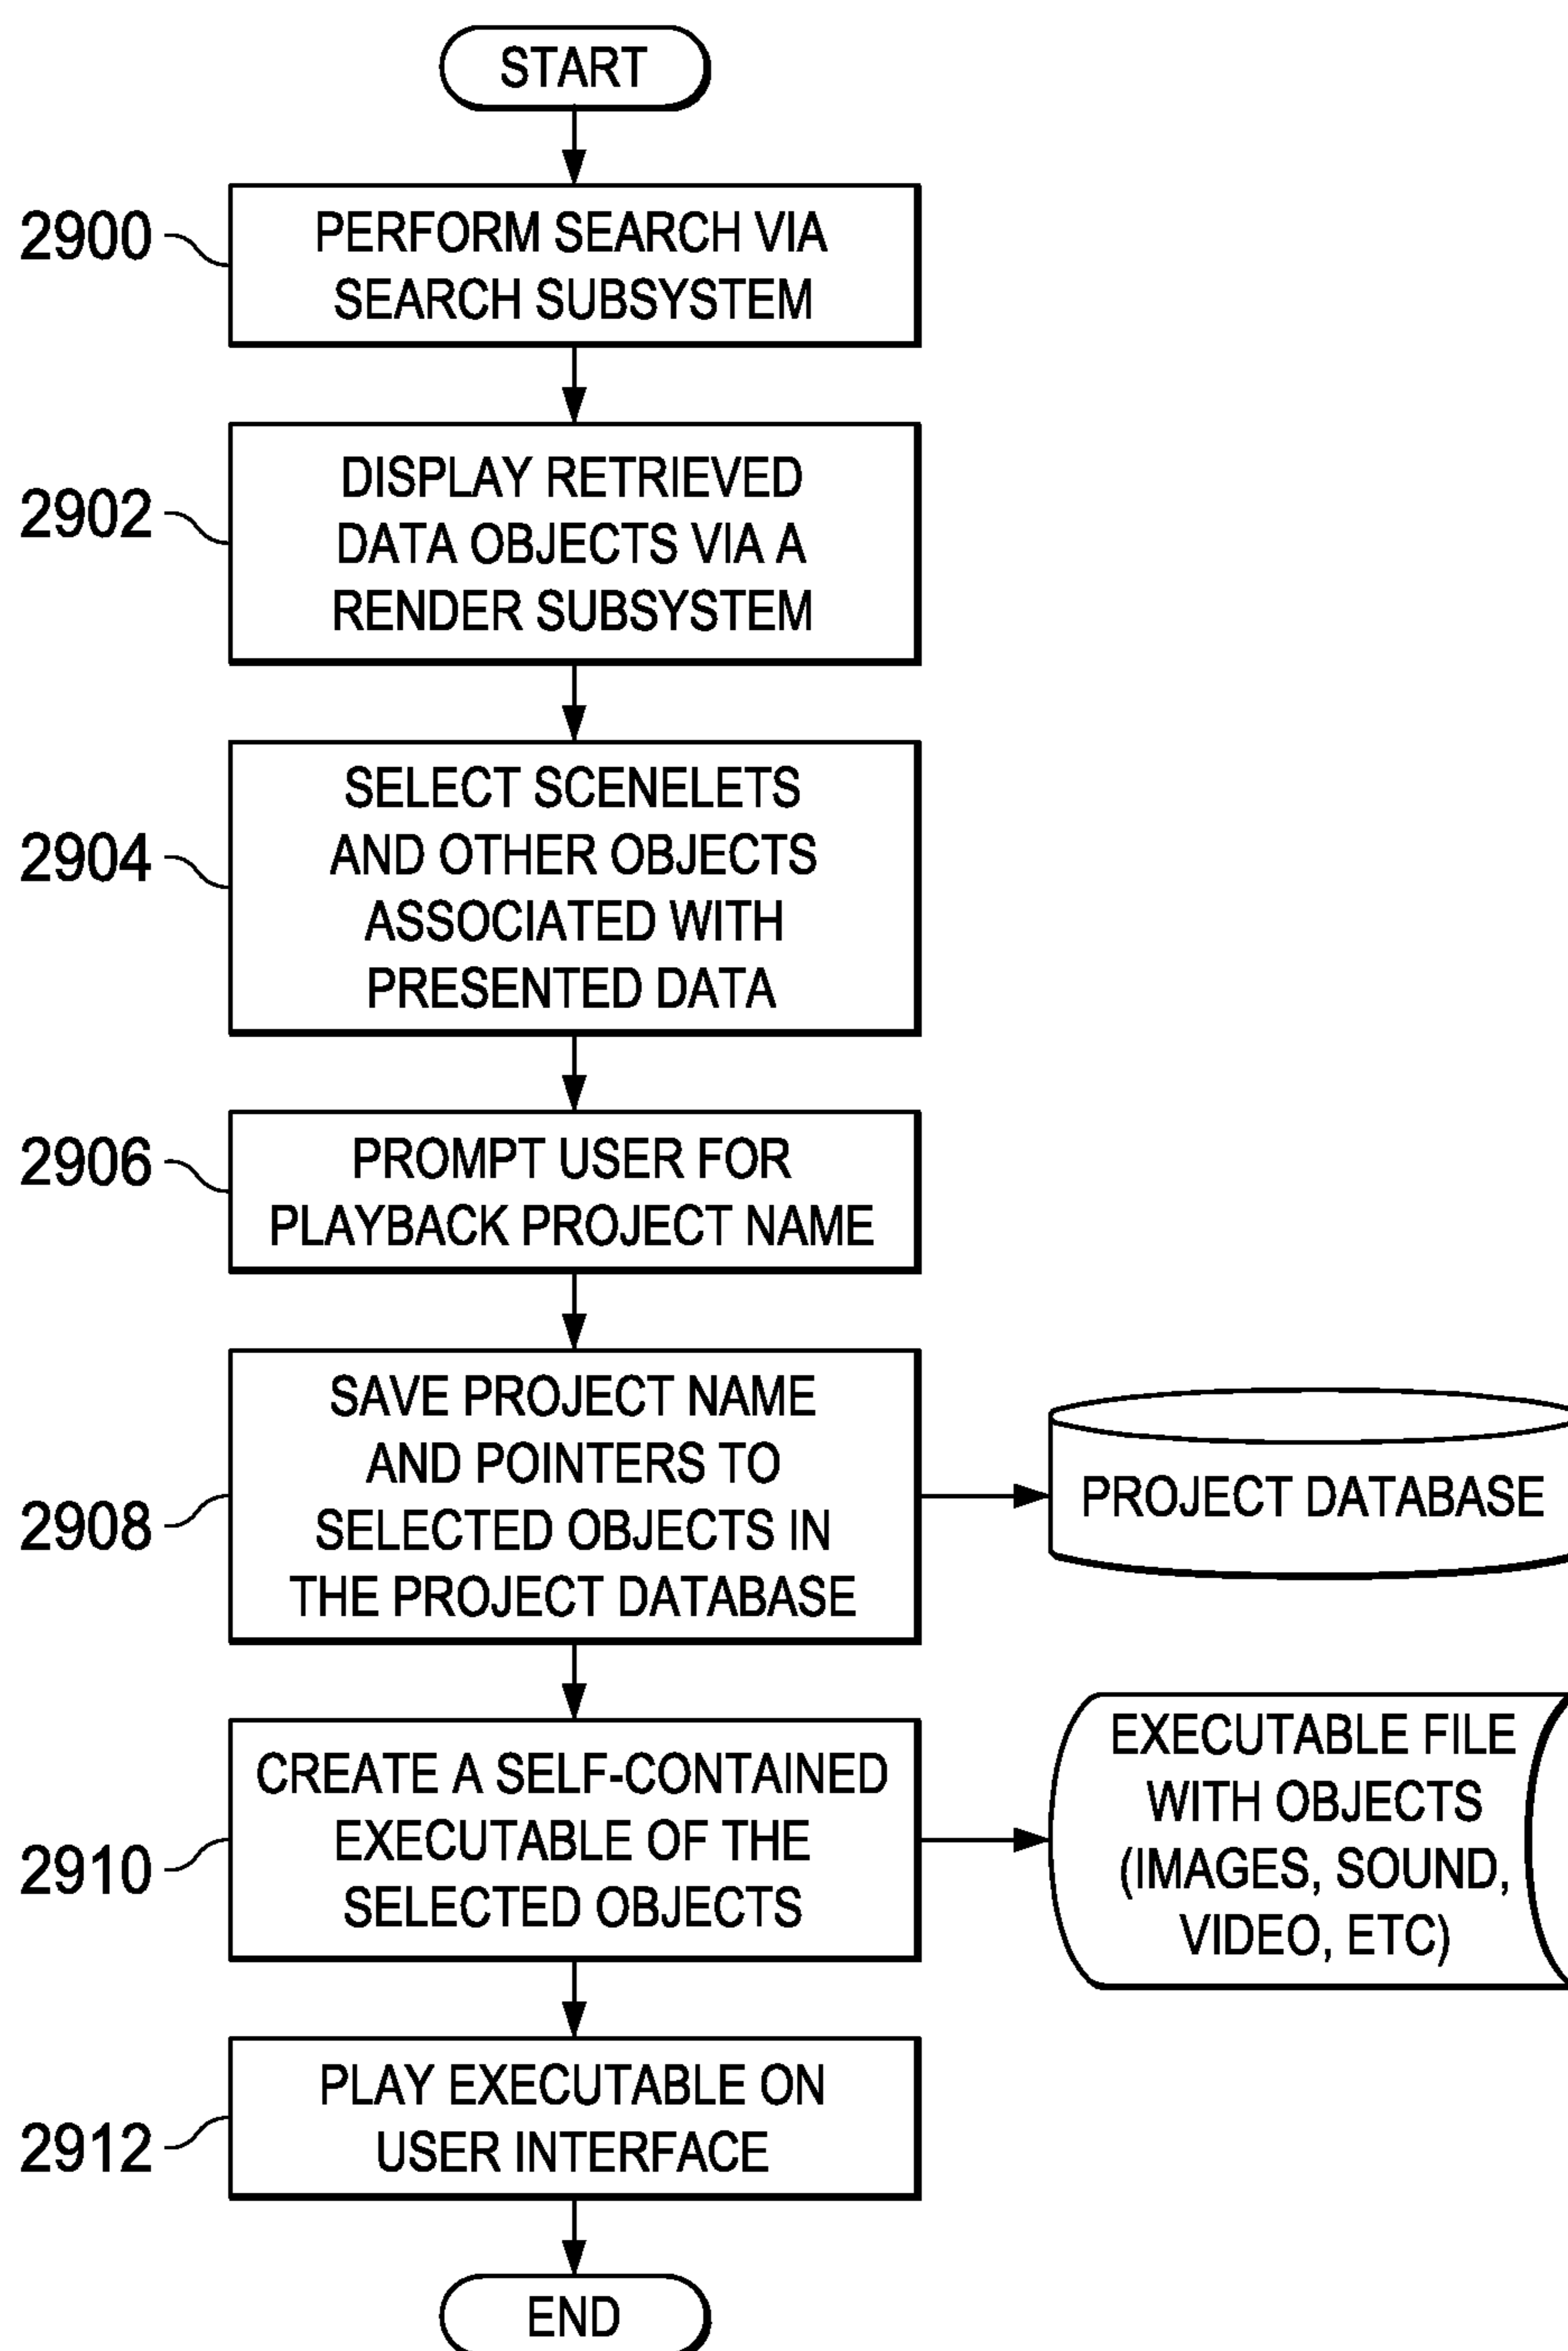 START
2900
PERFORM SEARCH VIA
SEARCH SUBSYSTEM
2902
DISPLAY RETRIEVED
DATA OBJECTS VIA A
RENDER SUBSYSTEM
2904
SELECT SCENELETS
AND OTHER OBJECTS
ASSOCIATED WITH
PRESENTED DATA
2906
PROMPT USER FOR
PLAYBACK PROJECT NAME
2908
SAVE PROJECT NAME
AND POINTERS TO
SELECTED OBJECTS IN
THE PROJECT DATABASE
PROJECT DATABASE
2910
CREATE A SELF-CONTAINED
EXECUTABLE OF THE
SELECTED OBJECTS
EXECUTABLE FILE
WITH OBJECTS
(IMAGES, SOUND,
VIDEO, ETC)
2912
PLAY EXECUTABLE ON
USER INTERFACE
END